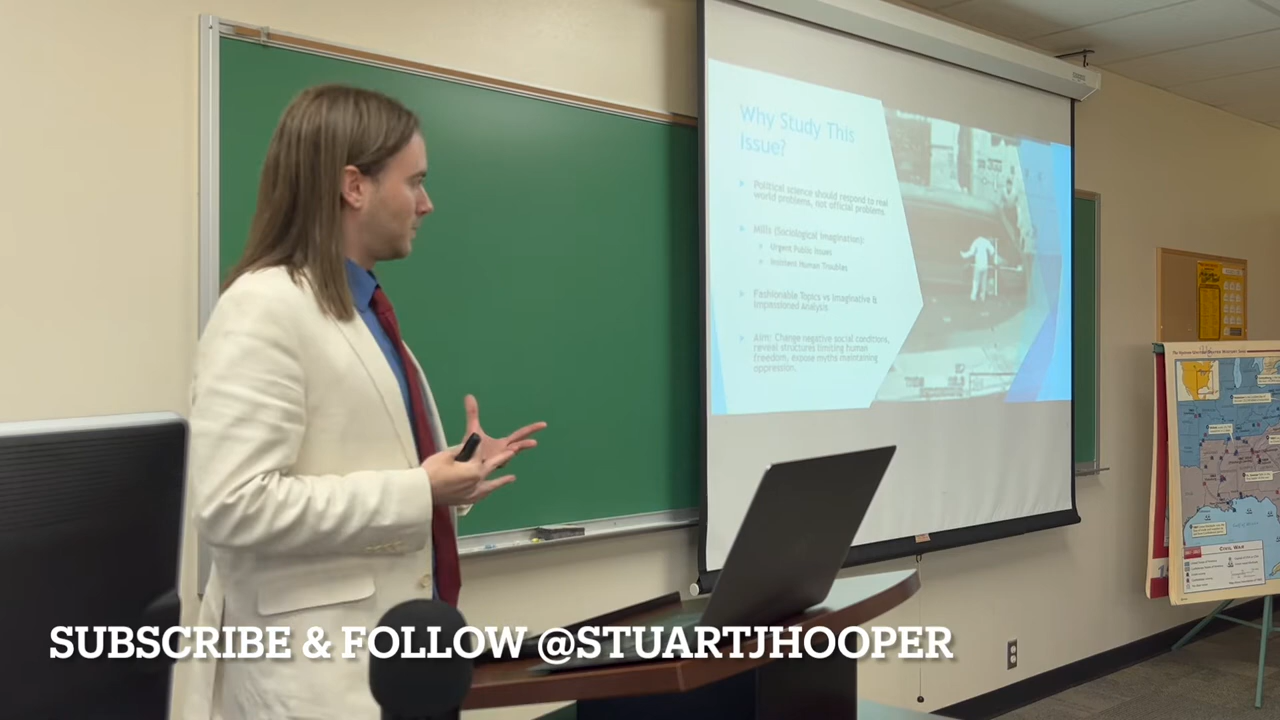 Why Study This
Issue?
Political science should respond to real
world problems, not official problems.
Mills (Sociological Imagination)
Urgent Public Issues
Insistent Human Troubles
Fashionable Topics vs Imaginative &
Impassioned Analysis
Aim: Change negative social conditions,
reveal structures limiting human
freedom, expose myths maintaining
oppression.
CIVIL WAR
SUBSCRIBE & FOLLOW @STUARTJHOOPER